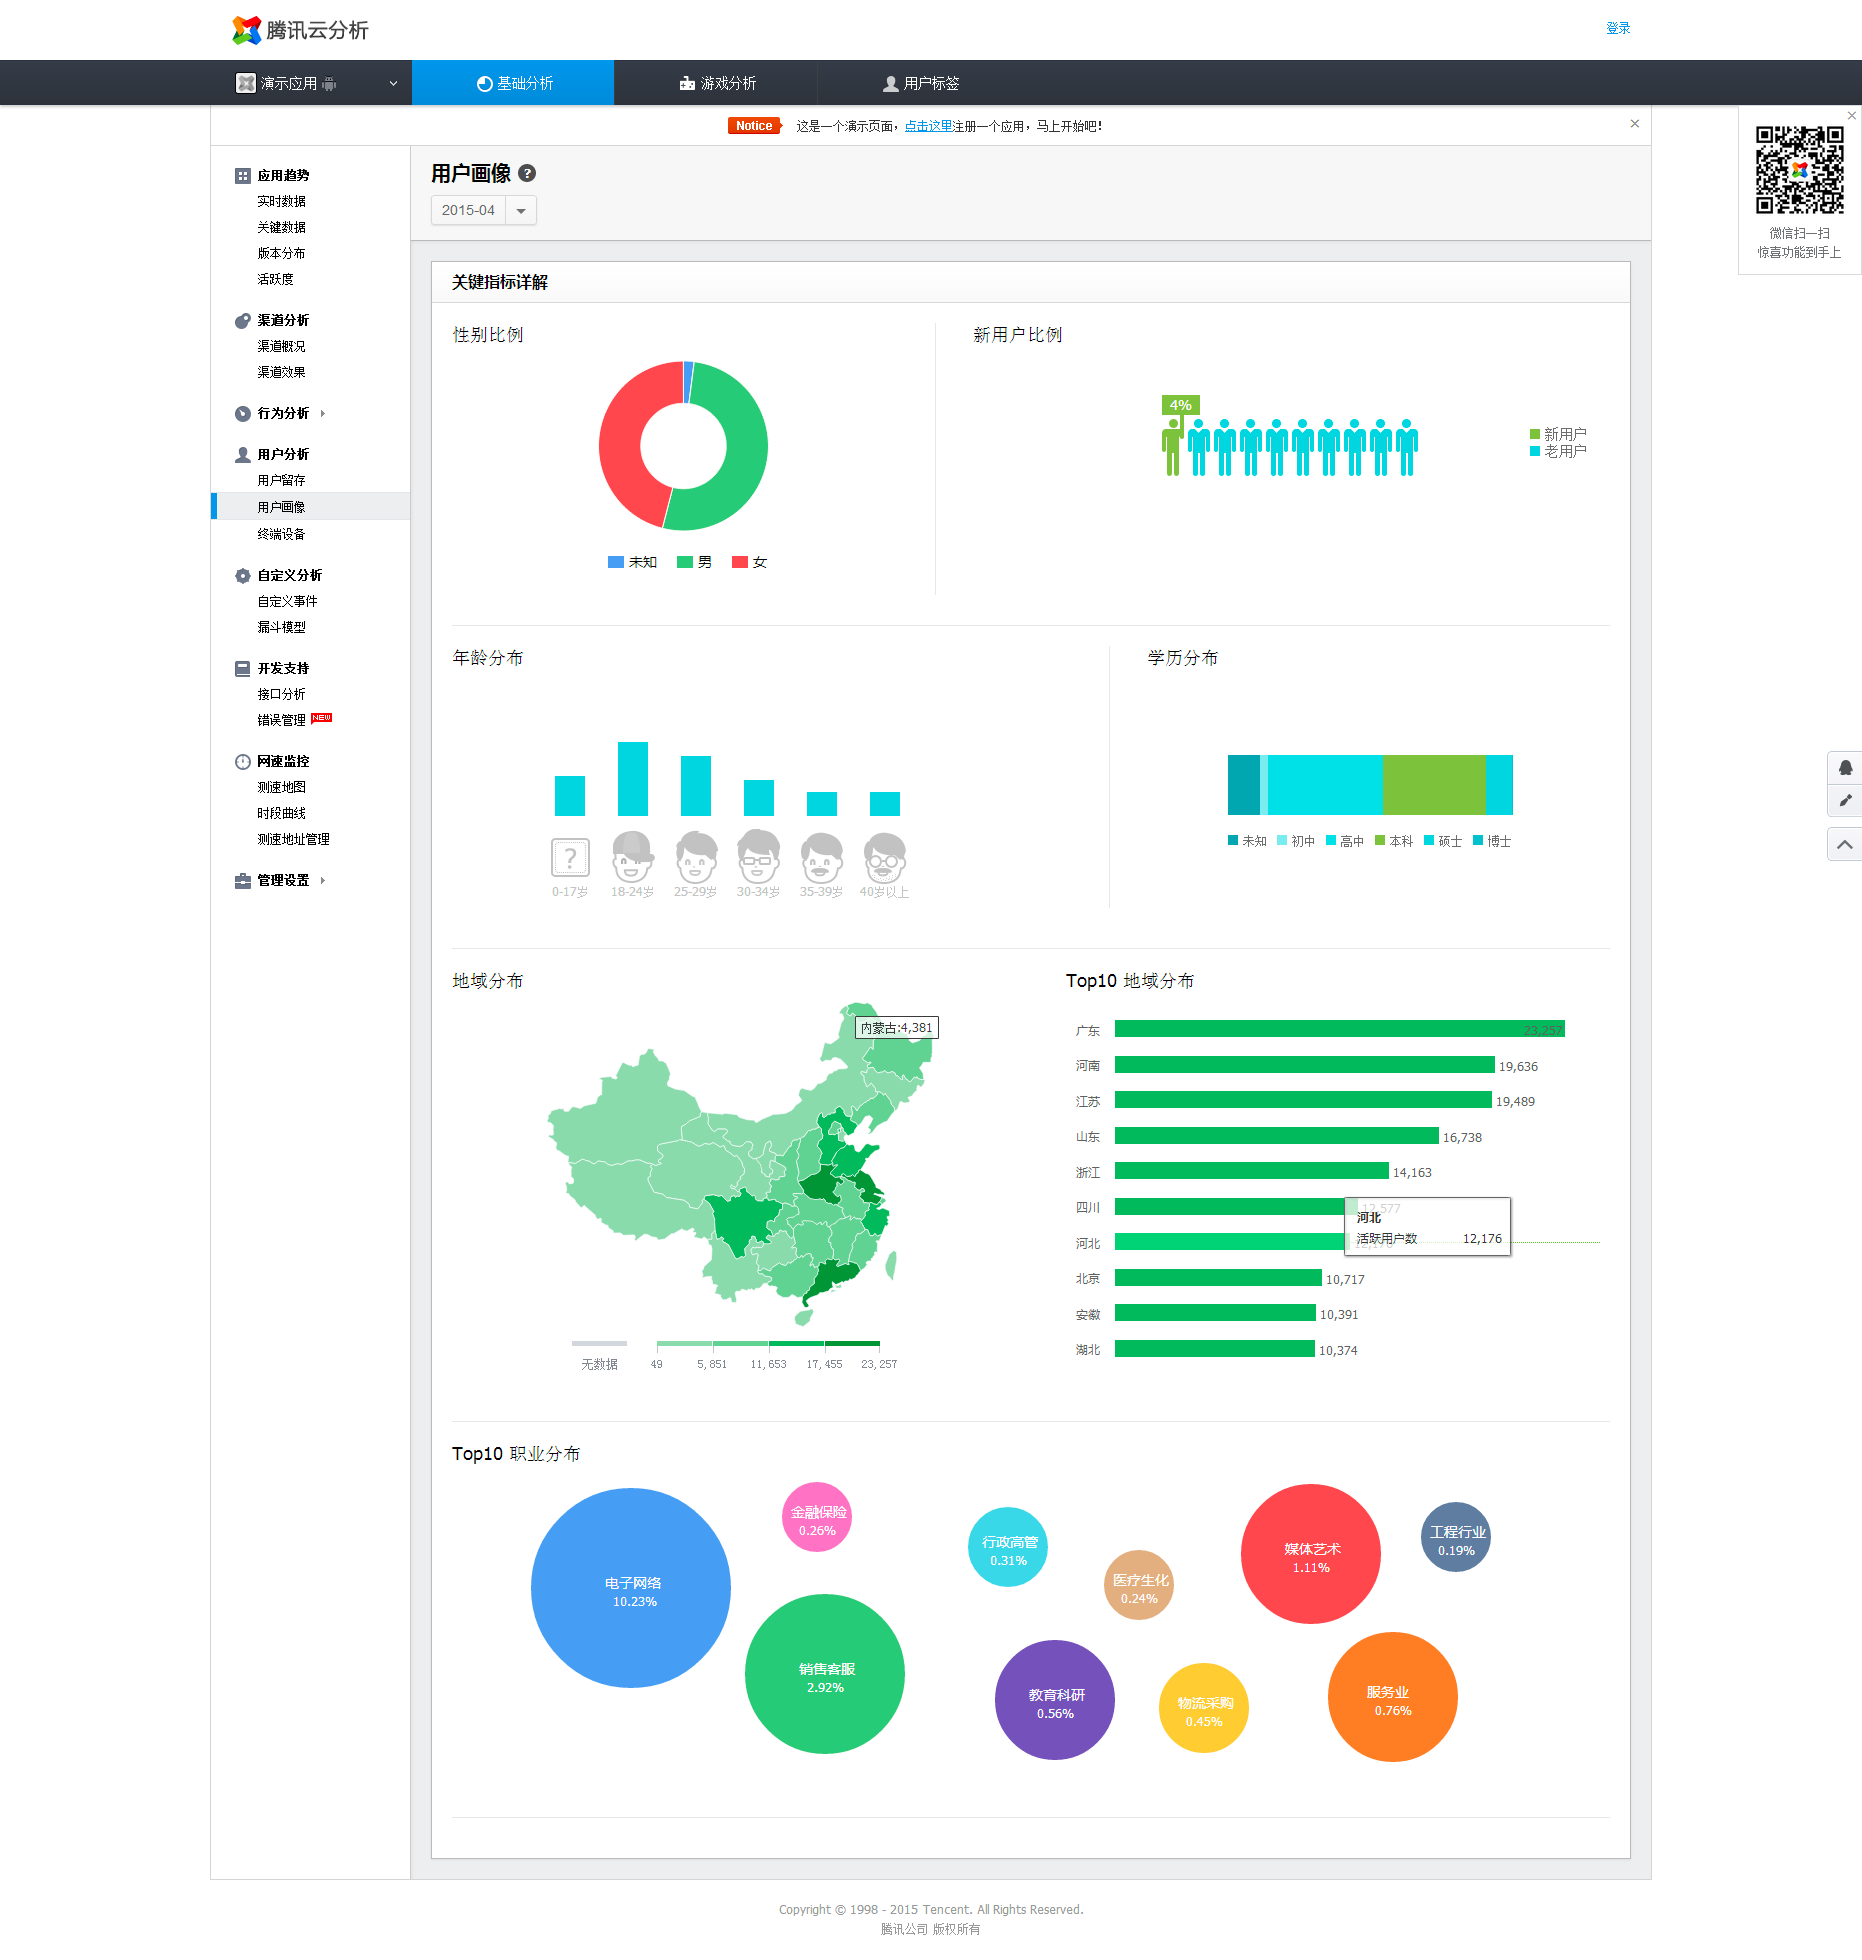 腾讯云分析
登录
演示应用
基础分析
游戏分析
用户标签
Notice 这是一个演示页面，点击这里注册一个应用，马上开始吧！
微信扫一扫
惊喜功能到手上
应用趋势
实时数据
关键数据
版本分布
活跃度
渠道分析
渠道概况
渠道效果
行为分析
用户分析
用户留存
用户画像
终端设备
自定义分析
自定义事件
漏斗模型
开发支持
接口分析
错误管理 NEW
网速监控
测速地图
时段曲线
测速地址管理
管理设置
用户画像 ?
2015-04
关键指标详解
性别比例
未知 男 女
新用户比例
4%
新用户
老用户
年龄分布
?
0-17岁 18-24岁 25-29岁 30-34岁 35-39岁 40岁以上
学历分布
未知 初中 高中 本科 硕士 博士
地域分布
内蒙古:4,381
无数据 49 5,851 11,653 17,455 23,257
Top10 地域分布
广东 23,257
河南 19,636
江苏 19,489
山东 16,738
浙江 14,163
四川 12,577
河北
河北
活跃用户数 12,176
北京 10,717
安徽 10,391
湖北 10,374
Top10 职业分布
电子网络
10.23%
金融保险
0.26%
销售客服
2.92%
行政高管
0.31%
医疗生化
0.24%
媒体艺术
1.11%
工程行业
0.19%
教育科研
0.56%
物流采购
0.45%
服务业
0.76%
Copyright © 1998 - 2015 Tencent. All Rights Reserved.
腾讯公司 版权所有